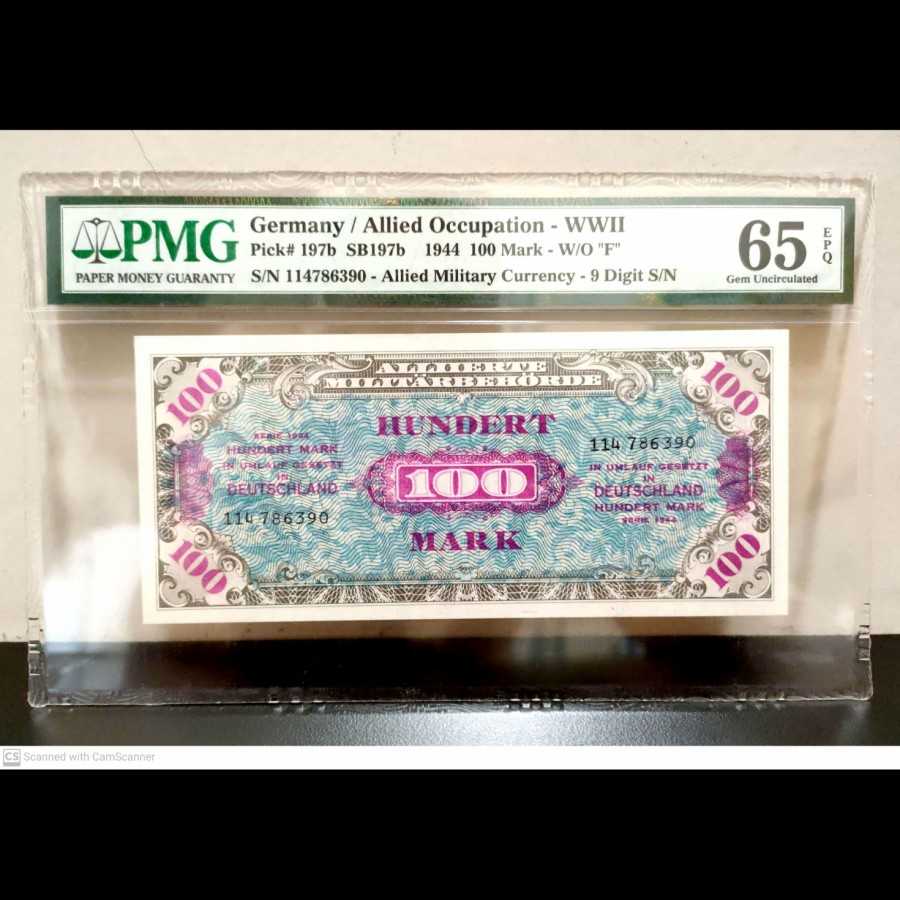 PMG
PAPER MONEY GUARANTY
Germany / Allied Occupation - WWII
Pick# 197b SB197b 1944 100 Mark - W/O "F"
S/N 114786390 - Allied Military Currency - 9 Digit S/N
65
EPQ
Gem Uncirculated
ALLIIERTE
MILITÄRBEHÖRDE
100
100
HUNDERT
100
MARK
SERIE 1944
HUNDERT MARK
IN UMLAUF GESETZT
IN
DEUTSCHLAND
114786390
114786390
IN UMLAUF GESETZT
IN
DEUTSCHLAND
HUNDERT MARK
SERIE 1944
100
100
CS Scanned with CamScanner